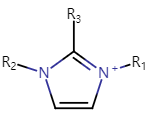 R₃
R₂ N N⁺ R₁